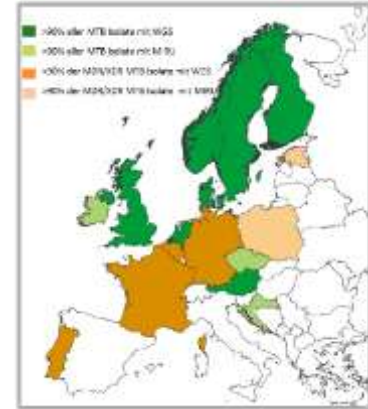 >90% aller MTB Isolate mit WGS
>90% aller MTB Isolate mit MIRU
>90% der MDR/XDR MTB Isolate mit WGS
>90% der MDR/XDR MTB Isolate mit MIRU